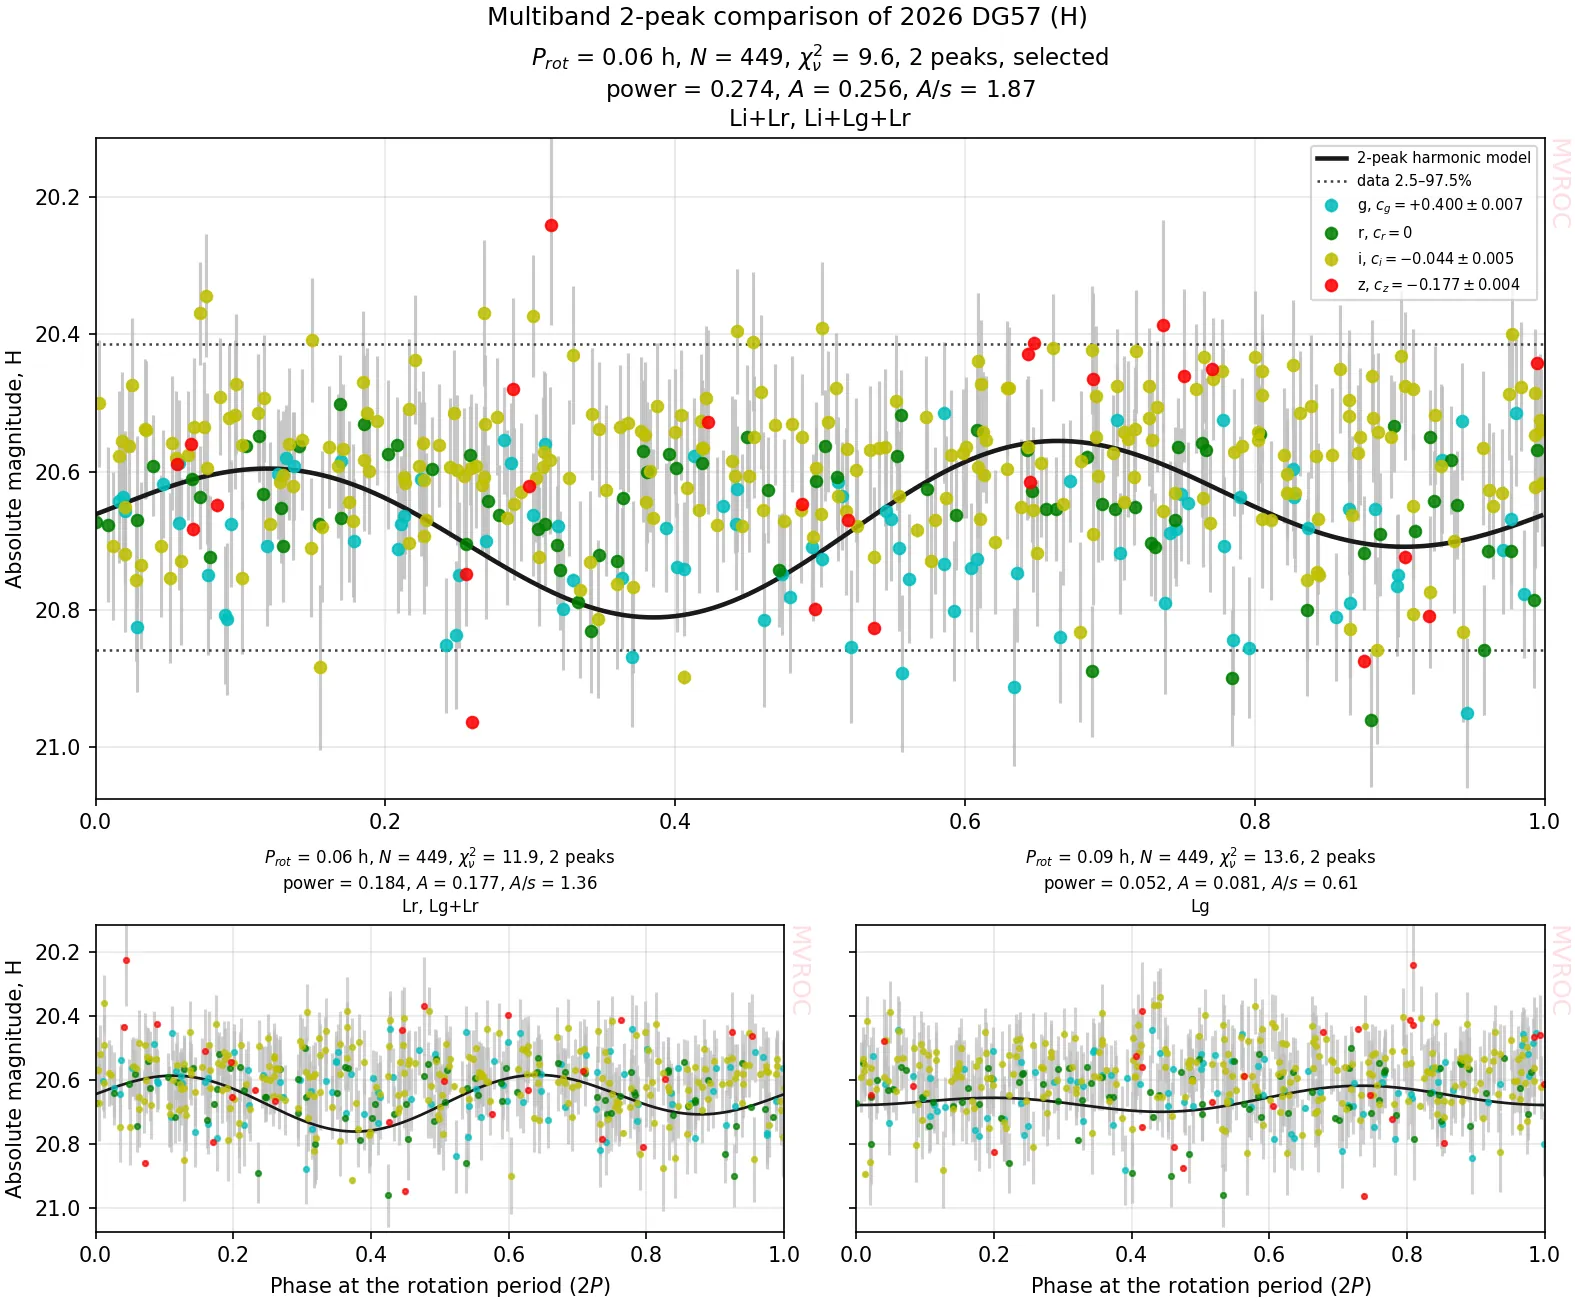 Multiband 2-peak comparison of 2026 DG57 (H)
P_rot = 0.06 h, N = 449, χ²_ν = 9.6, 2 peaks, selected
power = 0.274, A = 0.256, A/s = 1.87
Li+Lr, Li+Lg+Lr
2-peak harmonic model
data 2.5–97.5%
g, c_g = +0.400 ± 0.007
r, c_r = 0
i, c_i = −0.044 ± 0.005
z, c_z = −0.177 ± 0.004
MVROC
Absolute magnitude, H
20.2
20.4
20.6
20.8
21.0
0.0 0.2 0.4 0.6 0.8 1.0
P_rot = 0.06 h, N = 449, χ²_ν = 11.9, 2 peaks
power = 0.184, A = 0.177, A/s = 1.36
Lr, Lg+Lr
MVROC
Absolute magnitude, H
20.2
20.4
20.6
20.8
21.0
0.0 0.2 0.4 0.6 0.8 1.0
Phase at the rotation period (2P)
P_rot = 0.09 h, N = 449, χ²_ν = 13.6, 2 peaks
power = 0.052, A = 0.081, A/s = 0.61
Lg
MVROC
0.0 0.2 0.4 0.6 0.8 1.0
Phase at the rotation period (2P)